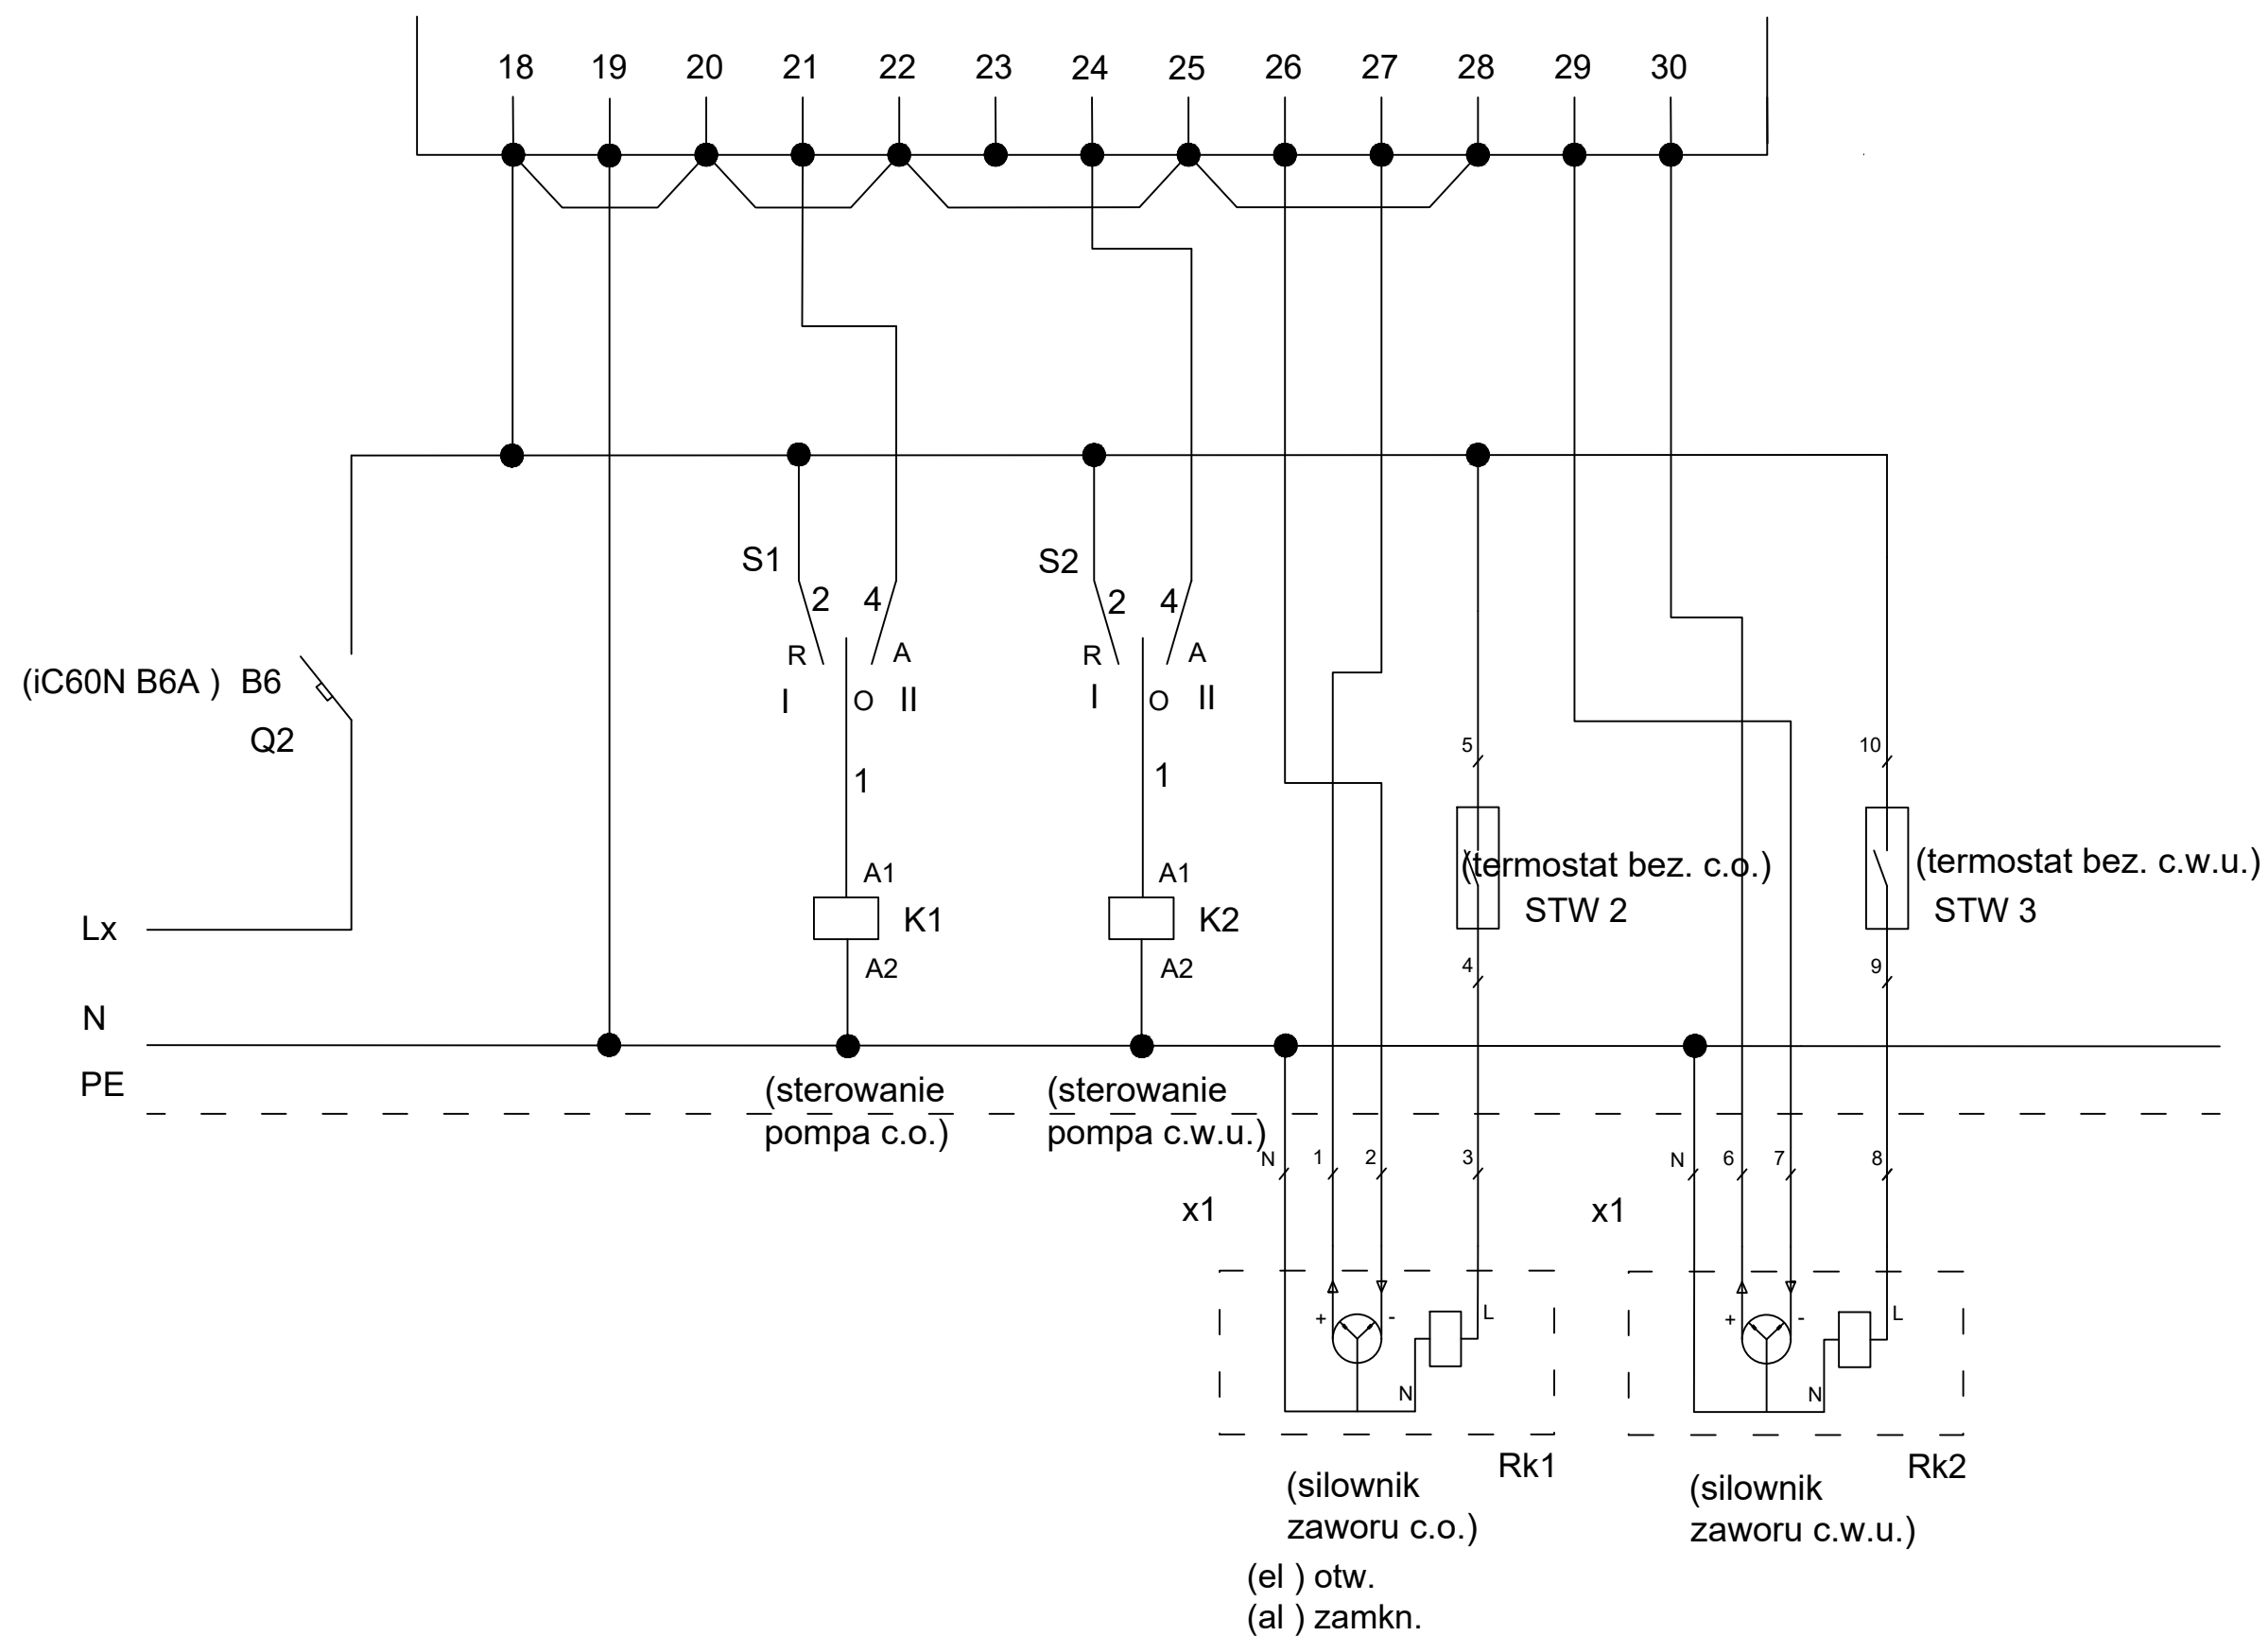 18 19 20 21 22 23 24 25 26 27 28 29 30
S1 2 4 S2 2 4
R A R A
(iC60N B6A ) B6 I O II I O II
Q2 5 10
1 1
A1 A1 (termostat bez. c.o.) (termostat bez. c.w.u.)
Lx K1 K2 STW 2 STW 3
A2 A2 4 9
N
PE
(sterowanie (sterowanie
pompa c.o.) pompa c.w.u.)
N 1 2 3 N 6 7 8
x1 x1
+ - L + - L
N N
Rk1 Rk2
(silownik (silownik
zaworu c.o.) zaworu c.w.u.)
(el ) otw.
(al ) zamkn.